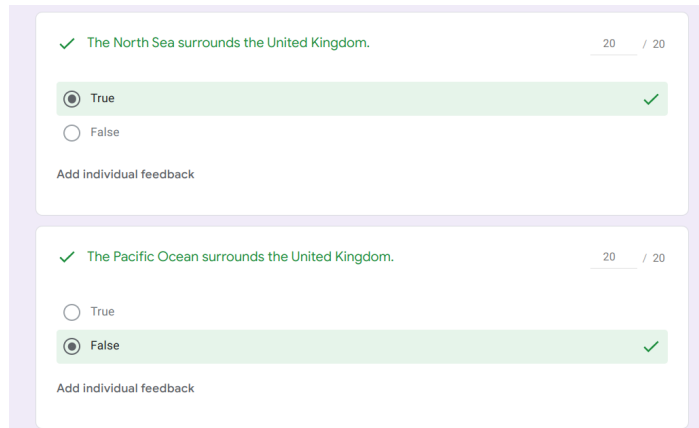 The North Sea surrounds the United Kingdom.
20 / 20
True
False
Add individual feedback
The Pacific Ocean surrounds the United Kingdom.
20 / 20
True
False
Add individual feedback